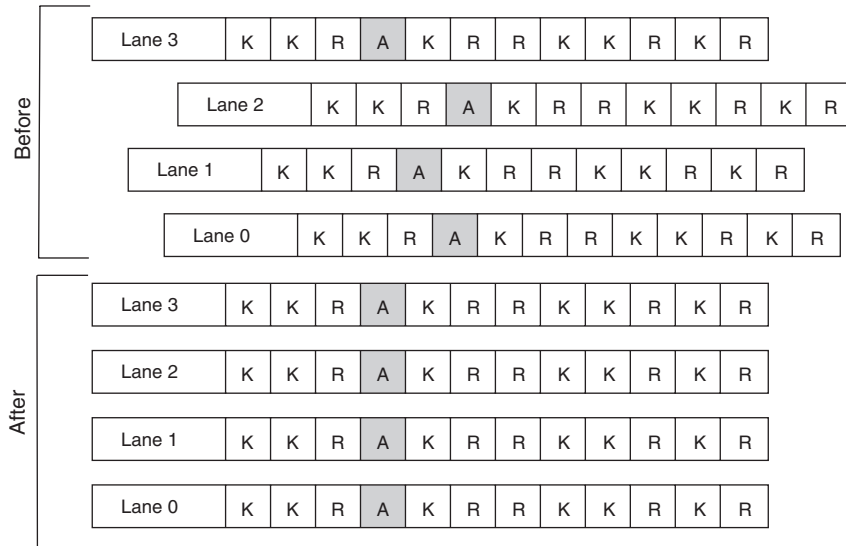 Before
Lane 3 K K R A K R R K K R K R
Lane 2 K K R A K R R K K R K R
Lane 1 K K R A K R R K K R K R
Lane 0 K K R A K R R K K R K R
After
Lane 3 K K R A K R R K K R K R
Lane 2 K K R A K R R K K R K R
Lane 1 K K R A K R R K K R K R
Lane 0 K K R A K R R K K R K R